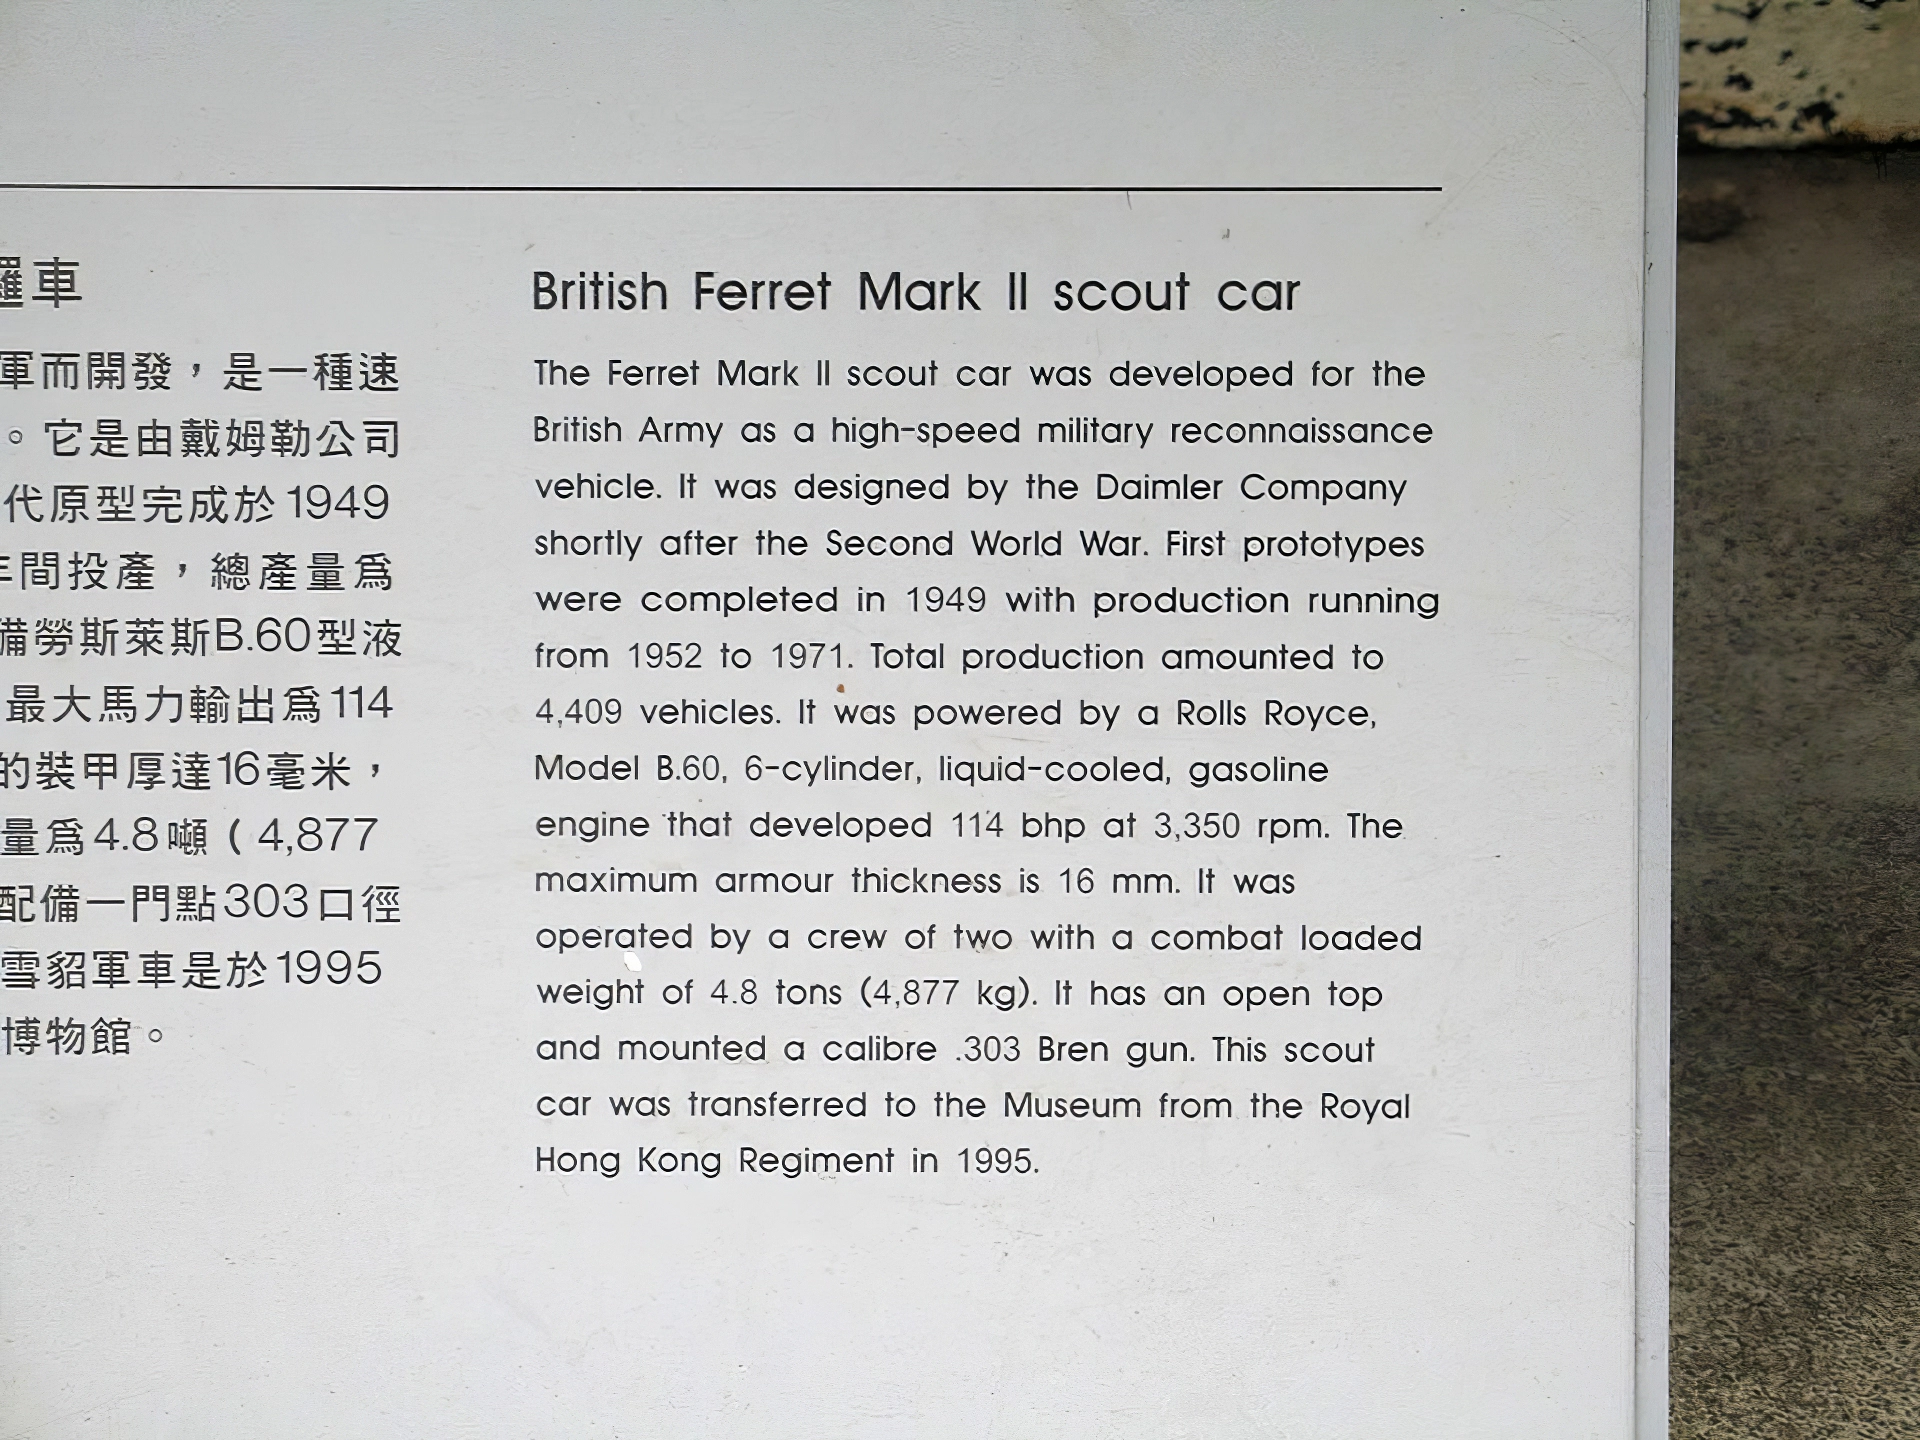 邏車
軍而開發，是一種速
。它是由戴姆勒公司
代原型完成於1949
年間投產，總產量爲
備勞斯萊斯B.60型液
最大馬力輸出爲114
的裝甲厚達16毫米，
量爲4.8噸（4,877
配備一門點303口徑
雪貂軍車是於1995
博物館。
British Ferret Mark II scout car
The Ferret Mark II scout car was developed for the
British Army as a high-speed military reconnaissance
vehicle. It was designed by the Daimler Company
shortly after the Second World War. First prototypes
were completed in 1949 with production running
from 1952 to 1971. Total production amounted to
4,409 vehicles. It was powered by a Rolls Royce,
Model B.60, 6-cylinder, liquid-cooled, gasoline
engine that developed 114 bhp at 3,350 rpm. The
maximum armour thickness is 16 mm. It was
operated by a crew of two with a combat loaded
weight of 4.8 tons (4,877 kg). It has an open top
and mounted a calibre .303 Bren gun. This scout
car was transferred to the Museum from the Royal
Hong Kong Regiment in 1995.